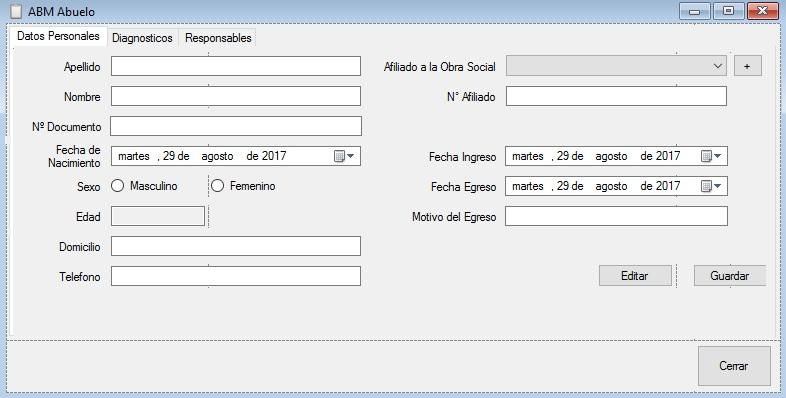 ABM Abuelo
Datos Personales Diagnosticos Responsables
Apellido Afiliado a la Obra Social +
Nombre N° Afiliado
Nº Documento
Fecha de Nacimiento martes , 29 de agosto de 2017 Fecha Ingreso martes , 29 de agosto de 2017
Sexo Masculino Femenino Fecha Egreso martes , 29 de agosto de 2017
Edad Motivo del Egreso
Domicilio
Telefono Editar Guardar
Cerrar